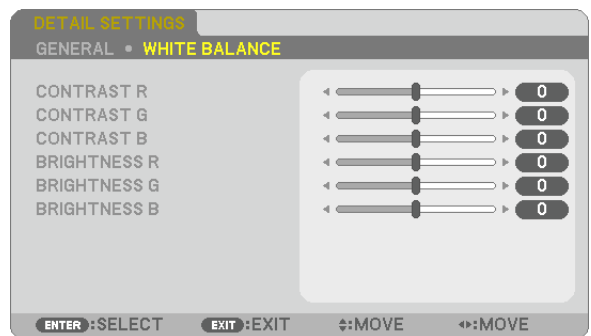 DETAIL SETTINGS
GENERAL • WHITE BALANCE
CONTRAST R 0
CONTRAST G 0
CONTRAST B 0
BRIGHTNESS R 0
BRIGHTNESS G 0
BRIGHTNESS B 0
ENTER :SELECT EXIT :EXIT :MOVE :MOVE